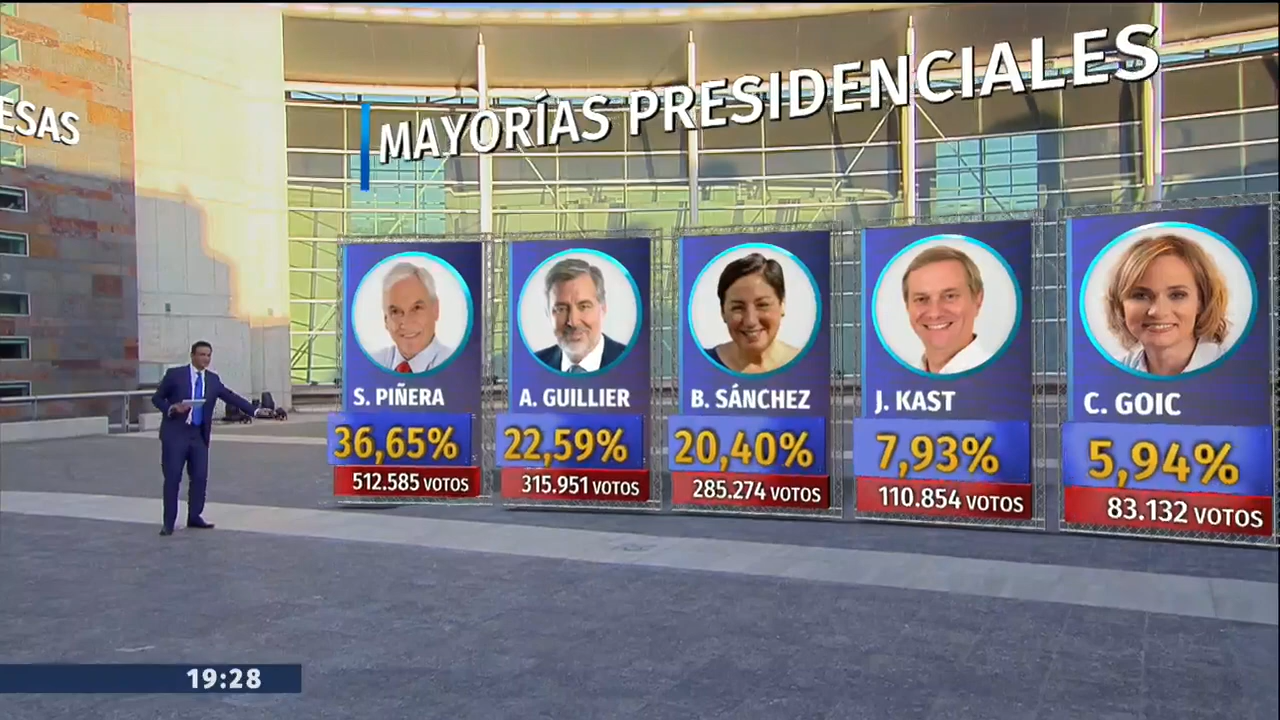 ESAS
MAYORÍAS PRESIDENCIALES
S. PIÑERA
36,65%
512.585 VOTOS
A. GUILLIER
22,59%
315.951 VOTOS
B. SÁNCHEZ
20,40%
285.274 VOTOS
J. KAST
7,93%
110.854 VOTOS
C. GOIC
5,94%
83.132 VOTOS
19:28